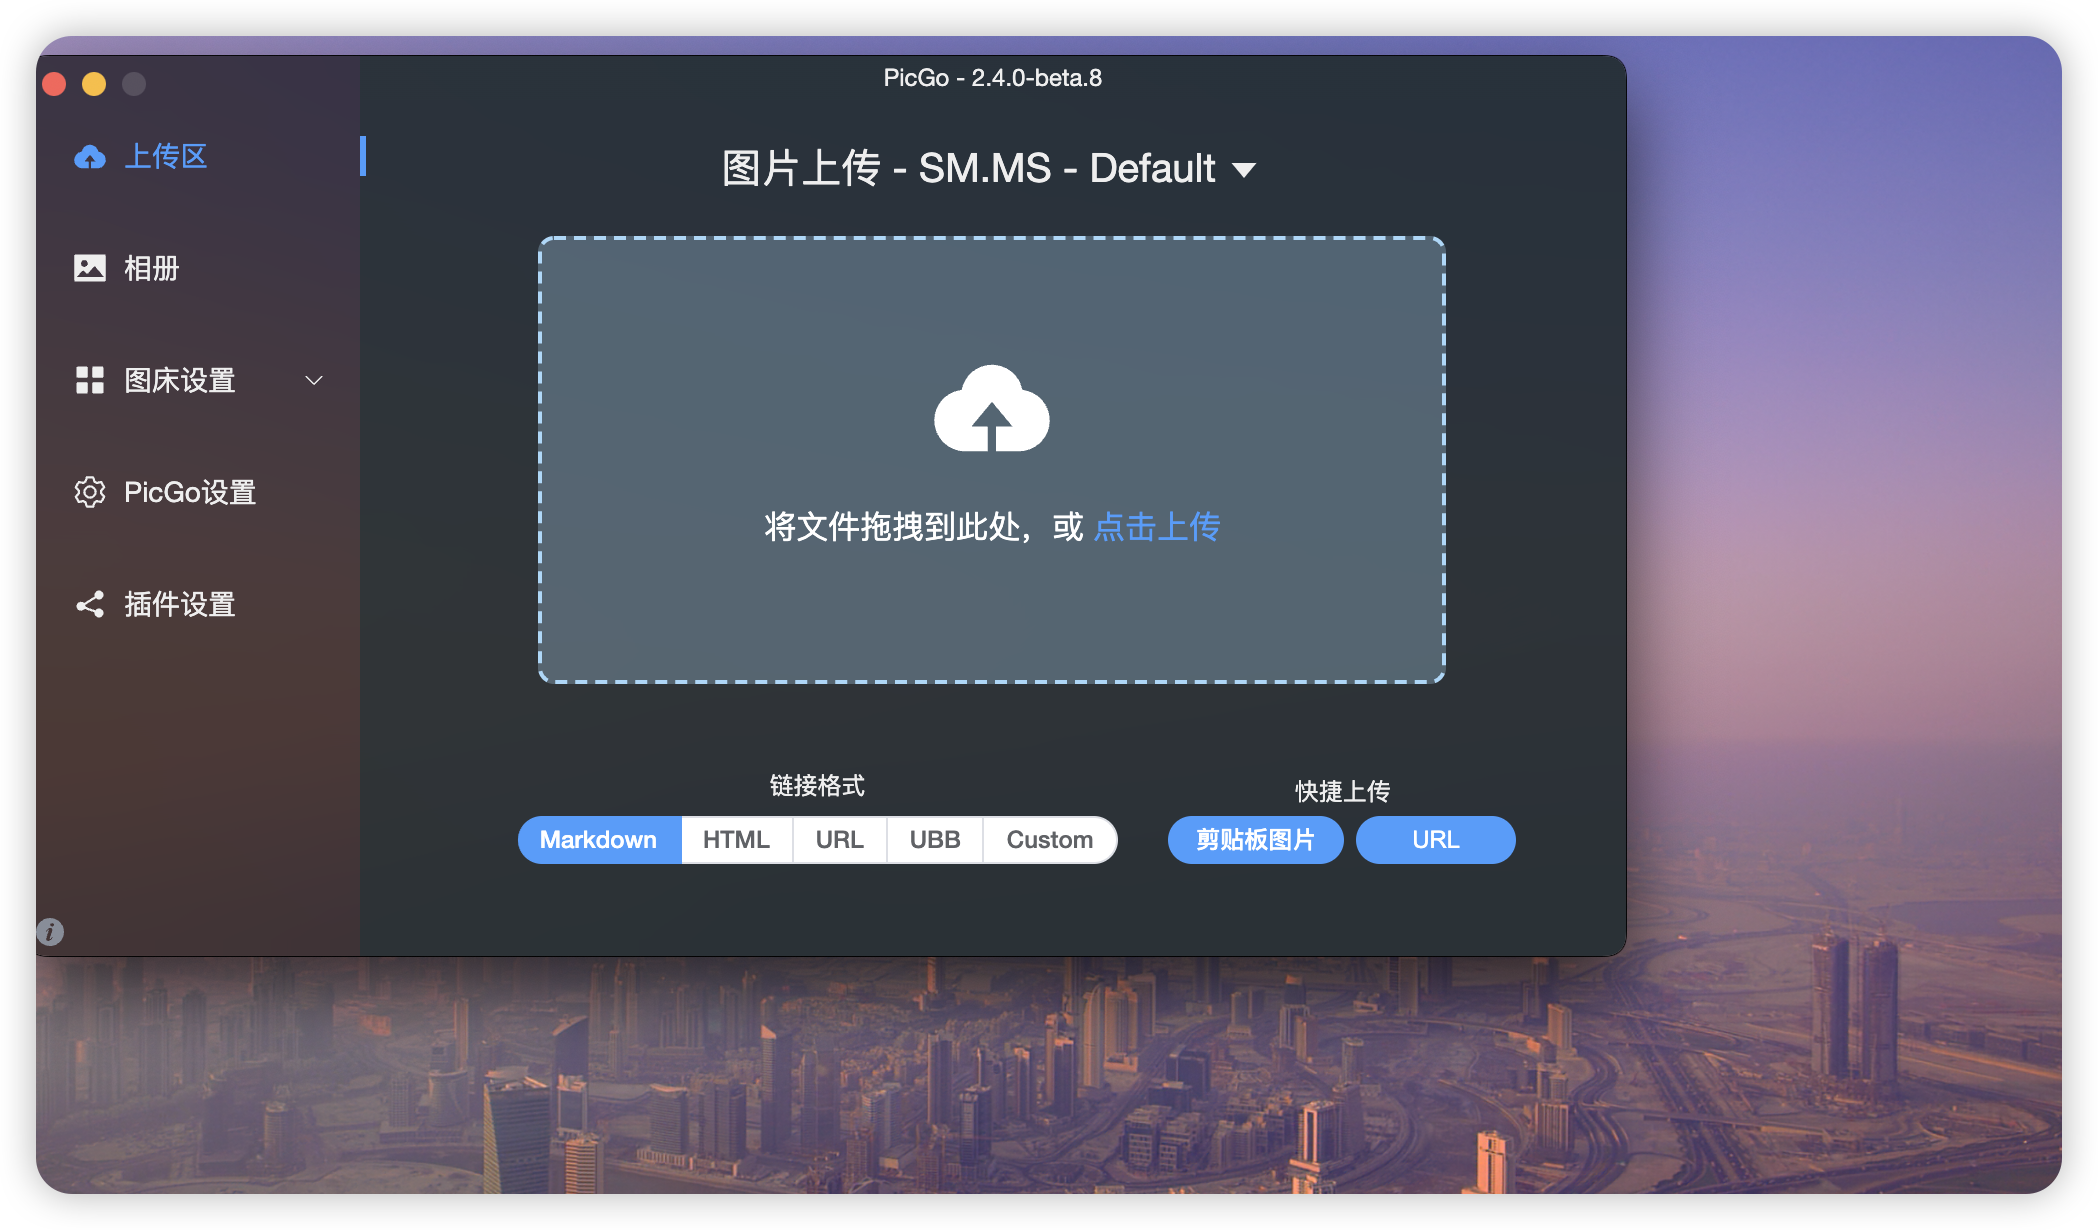 PicGo - 2.4.0-beta.8
上传区
相册
图床设置
PicGo设置
插件设置
图片上传 - SM.MS - Default
将文件拖拽到此处，或 点击上传
链接格式
Markdown HTML URL UBB Custom
快捷上传
剪贴板图片 URL
i